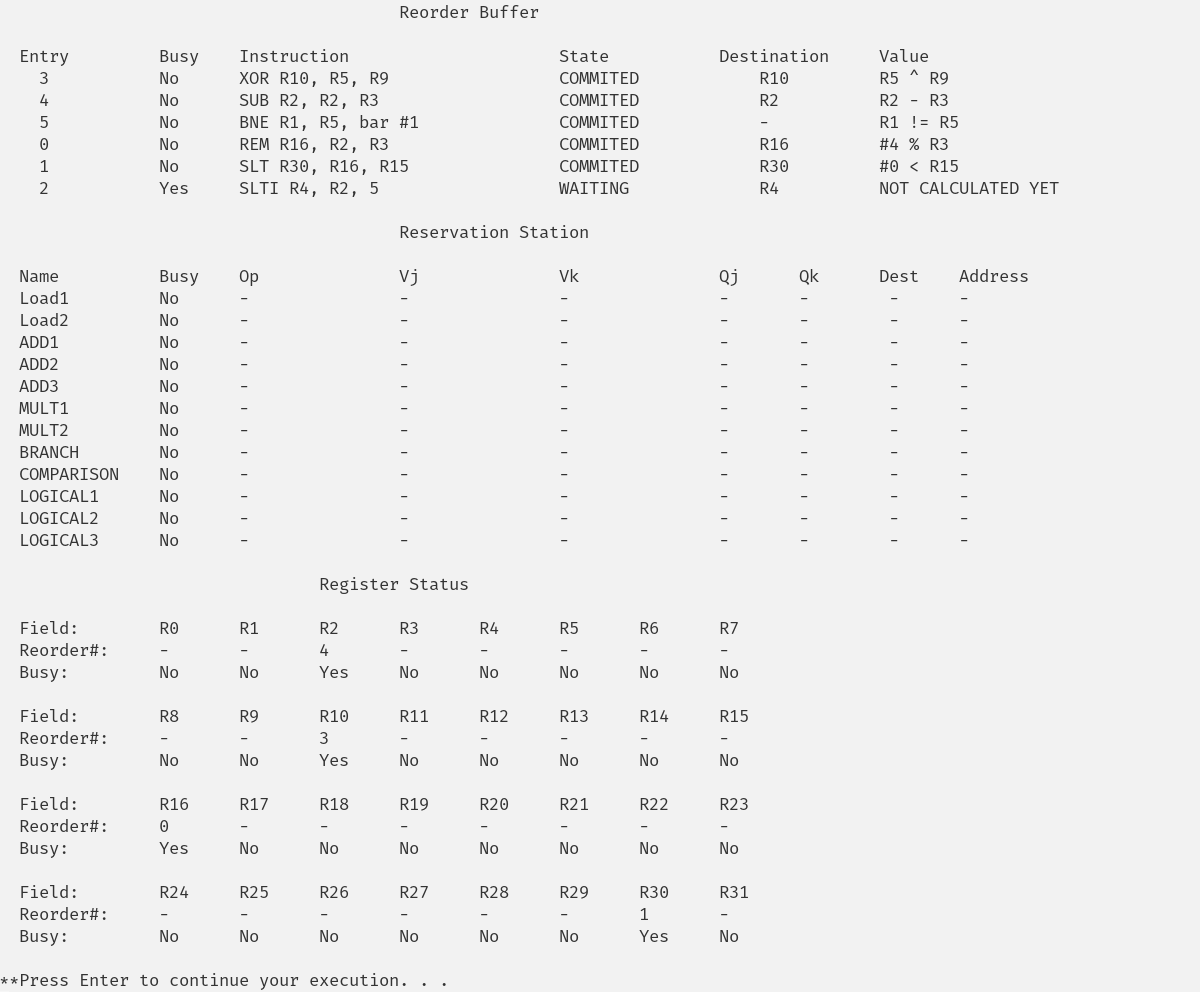 Reorder Buffer
Entry Busy Instruction State Destination Value
3 No XOR R10, R5, R9 COMMITED R10 R5 ^ R9
4 No SUB R2, R2, R3 COMMITED R2 R2 - R3
5 No BNE R1, R5, bar #1 COMMITED - R1 != R5
0 No REM R16, R2, R3 COMMITED R16 #4 % R3
1 No SLT R30, R16, R15 COMMITED R30 #0 < R15
2 Yes SLTI R4, R2, 5 WAITING R4 NOT CALCULATED YET
Reservation Station
Name Busy Op Vj Vk Qj Qk Dest Address
Load1 No - - - - - - -
Load2 No - - - - - - -
ADD1 No - - - - - - -
ADD2 No - - - - - - -
ADD3 No - - - - - - -
MULT1 No - - - - - - -
MULT2 No - - - - - - -
BRANCH No - - - - - - -
COMPARISON No - - - - - - -
LOGICAL1 No - - - - - - -
LOGICAL2 No - - - - - - -
LOGICAL3 No - - - - - - -
Register Status
Field: R0 R1 R2 R3 R4 R5 R6 R7
Reorder#: - - 4 - - - - -
Busy: No No Yes No No No No No
Field: R8 R9 R10 R11 R12 R13 R14 R15
Reorder#: - - 3 - - - - -
Busy: No No Yes No No No No No
Field: R16 R17 R18 R19 R20 R21 R22 R23
Reorder#: 0 - - - - - - -
Busy: Yes No No No No No No No
Field: R24 R25 R26 R27 R28 R29 R30 R31
Reorder#: - - - - - - 1 -
Busy: No No No No No No Yes No
**Press Enter to continue your execution. . .